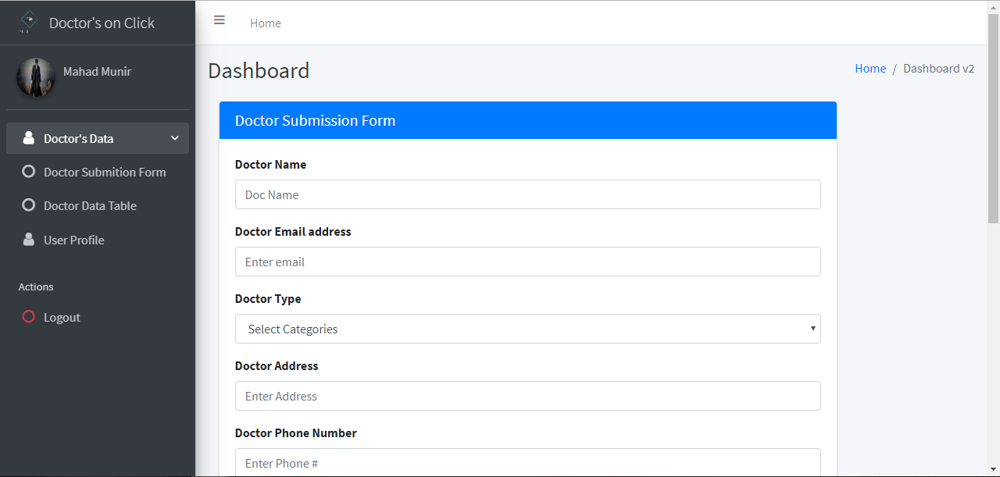 Doctor's on Click
Home
Mahad Munir
Dashboard
Home / Dashboard v2
Doctor's Data
Doctor Submition Form
Doctor Data Table
User Profile
Actions
Logout
Doctor Submission Form
Doctor Name
Doc Name
Doctor Email address
Enter email
Doctor Type
Select Categories
Doctor Address
Enter Address
Doctor Phone Number
Enter Phone #